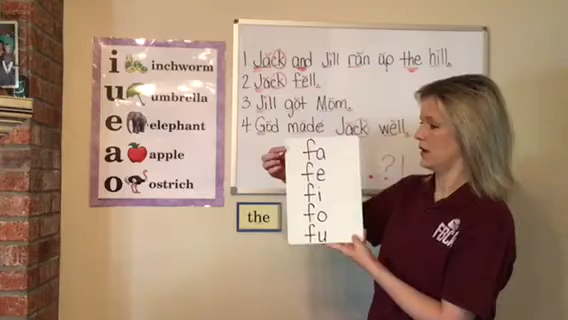 i inchworm
u umbrella
e elephant
a apple
o ostrich
1 Jack and Jill ran up the hill.
2 Jack fell.
3 Jill got Mom.
4 God made Jack well.
. ? !
the
fa
fe
fi
fo
fu
FBCA